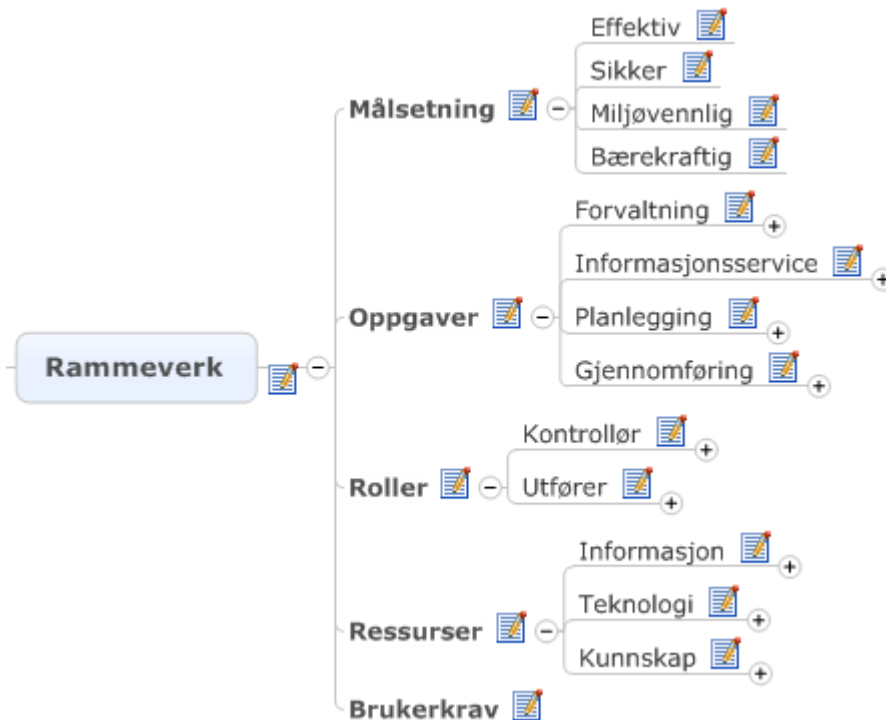 Rammeverk
Målsetning
Effektiv
Sikker
Miljøvennlig
Bærekraftig
Oppgaver
Forvaltning
Informasjonsservice
Planlegging
Gjennomføring
Roller
Kontrollør
Utfører
Ressurser
Informasjon
Teknologi
Kunnskap
Brukerkrav